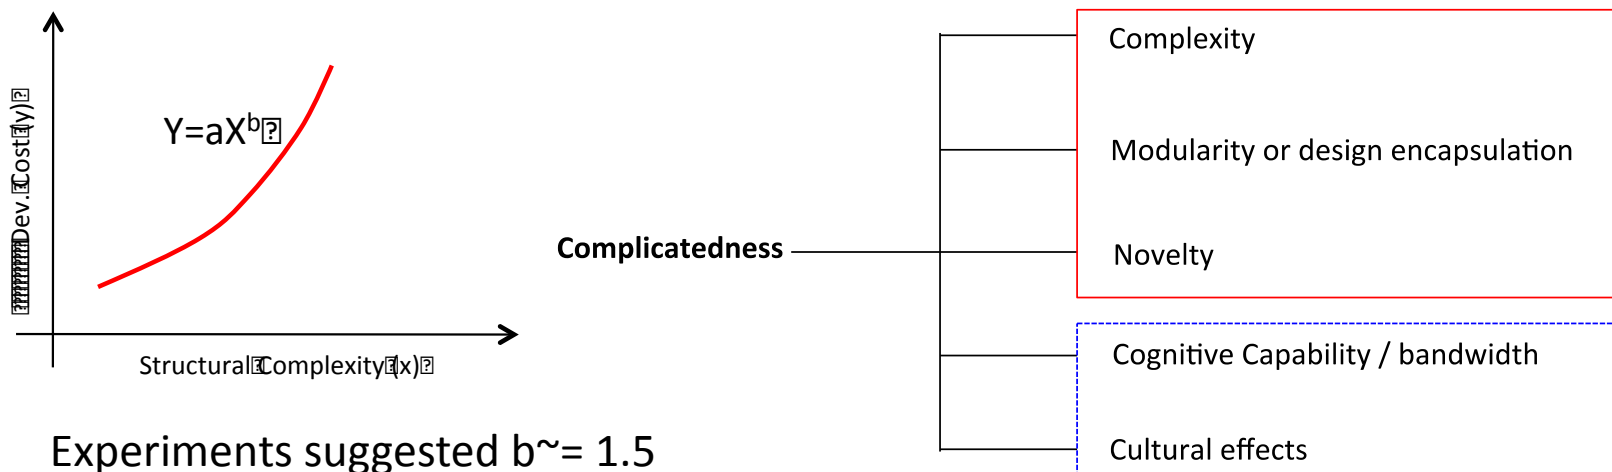 Dev. Cost (y)
Y=aXᵇ
Structural Complexity (x)
Experiments suggested b~= 1.5
Complicatedness
Complexity
Modularity or design encapsulation
Novelty
Cognitive Capability / bandwidth
Cultural effects